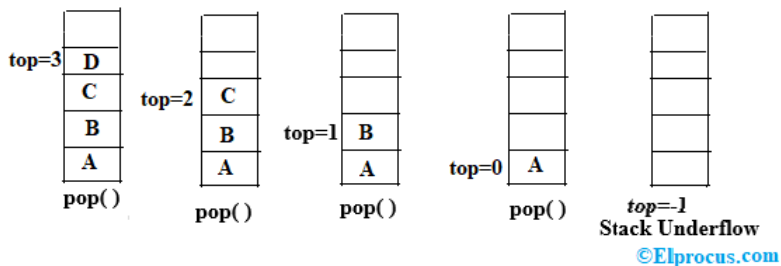 top=3 D
C
B
A
pop( )
top=2 C
B
A
pop( )
top=1 B
A
pop( )
top=0 A
pop( )
top=-1
Stack Underflow
©Elprocus.com